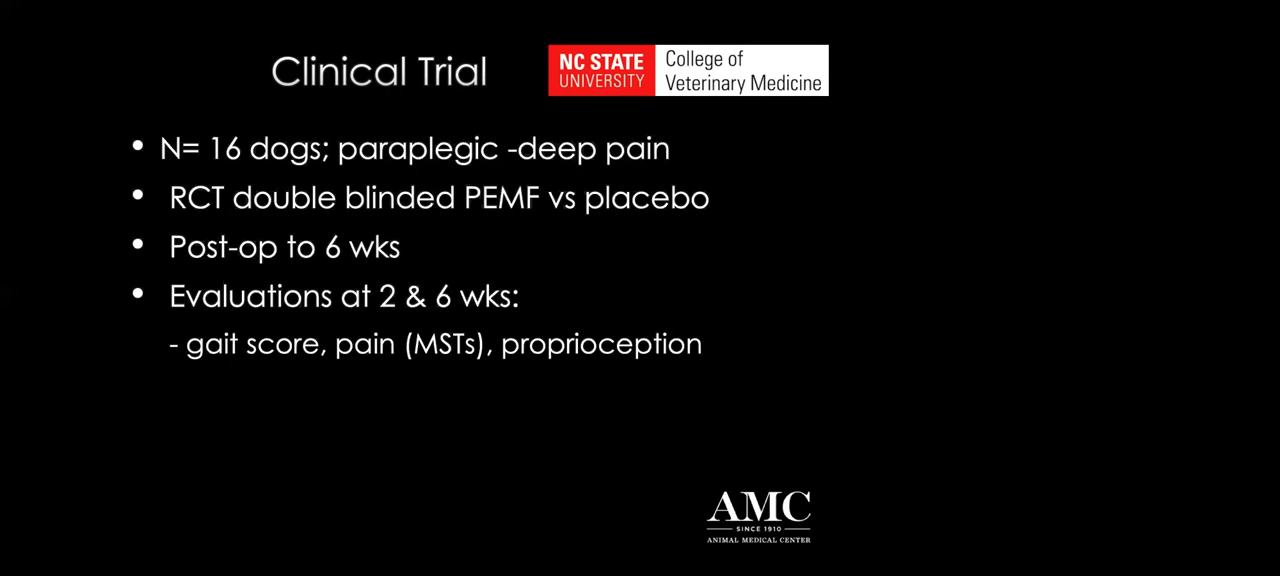 Clinical Trial
NC STATE
UNIVERSITY
College of
Veterinary Medicine
• N= 16 dogs; paraplegic -deep pain
• RCT double blinded PEMF vs placebo
• Post-op to 6 wks
• Evaluations at 2 & 6 wks:
- gait score, pain (MSTs), proprioception
AMC
SINCE 1910
ANIMAL MEDICAL CENTER